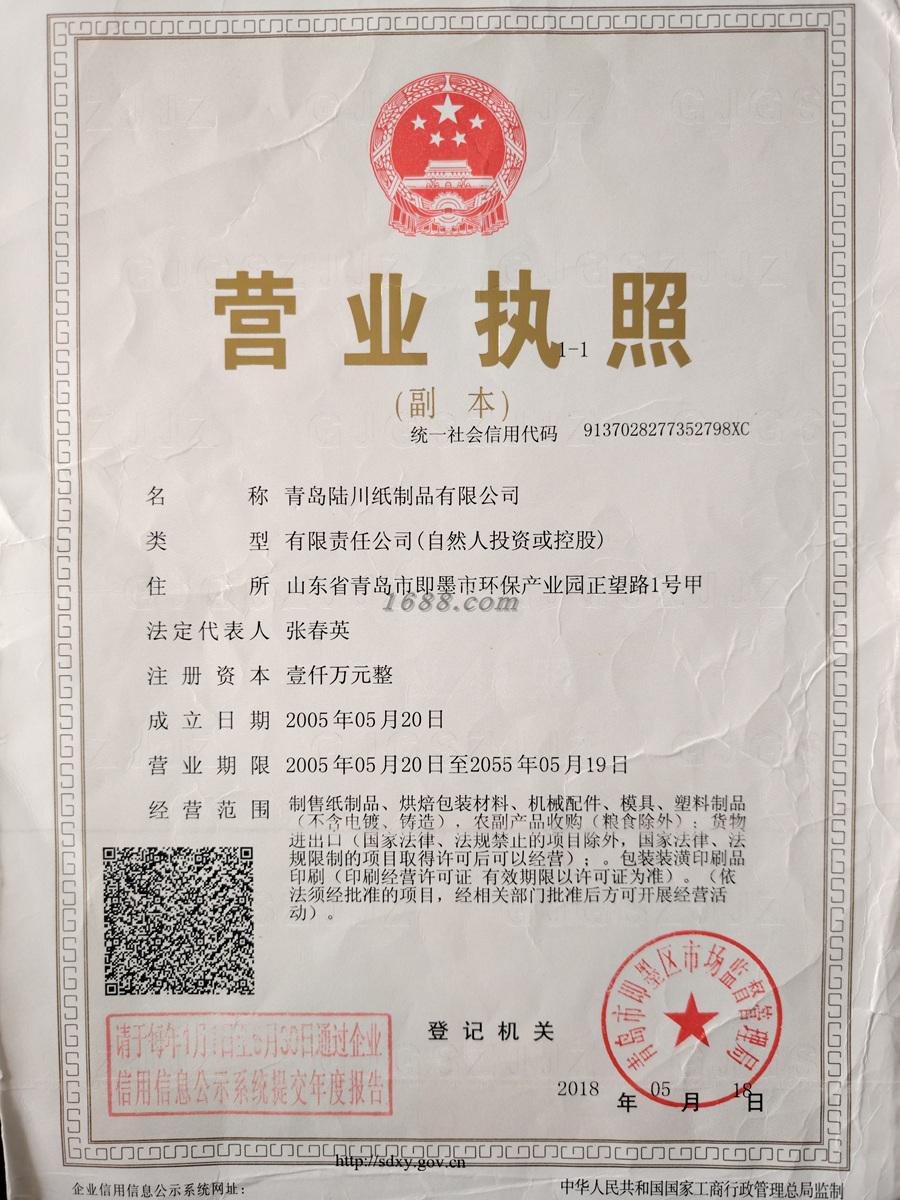 营业执照
1-1
(副 本)
统一社会信用代码 9137028277352798XC
名 称 青岛陆川纸制品有限公司
类 型 有限责任公司(自然人投资或控股)
住 所 山东省青岛市即墨市环保产业园正望路1号甲
1688.com
法定代表人 张春英
注册资本 壹仟万元整
成立日期 2005年05月20日
营业期限 2005年05月20日至2055年05月19日
经营范围 制售纸制品、烘焙包装材料、机械配件、模具、塑料制品
（不含电镀、铸造），农副产品收购（粮食除外）；货物
进出口（国家法律、法规禁止的项目除外，国家法律、法
规限制的项目取得许可后可以经营）；。包装装潢印刷品
印刷（印刷经营许可证 有效期限以许可证为准）。（依
法须经批准的项目，经相关部门批准后方可开展经营活
动）。
请于每年1月1日至6月30日通过企业
信用信息公示系统提交年度报告
登记机关
青岛市即墨区市场监督管理局
2018 年 05 月 18 日
http://sdxy.gov.cn
企业信用信息公示系统网址：
中华人民共和国国家工商行政管理总局监制